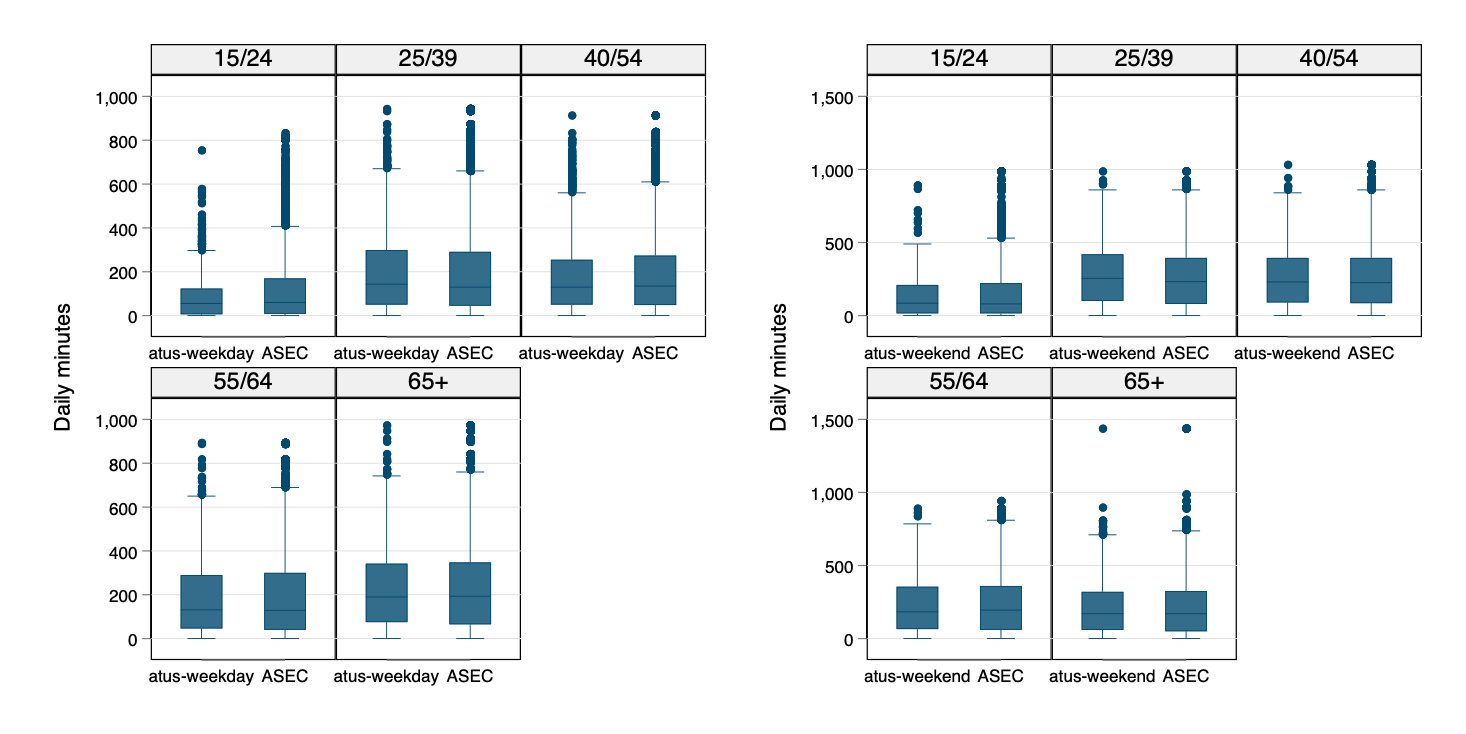 15/24 25/39 40/54
1,000
800
600
400
200
0
atus-weekday ASEC atus-weekday ASEC atus-weekday ASEC
55/64 65+
1,000
800
600
400
200
0
atus-weekday ASEC atus-weekday ASEC
Daily minutes
15/24 25/39 40/54
1,500
1,000
500
0
atus-weekend ASEC atus-weekend ASEC atus-weekend ASEC
55/64 65+
1,500
1,000
500
0
atus-weekend ASEC atus-weekend ASEC
Daily minutes